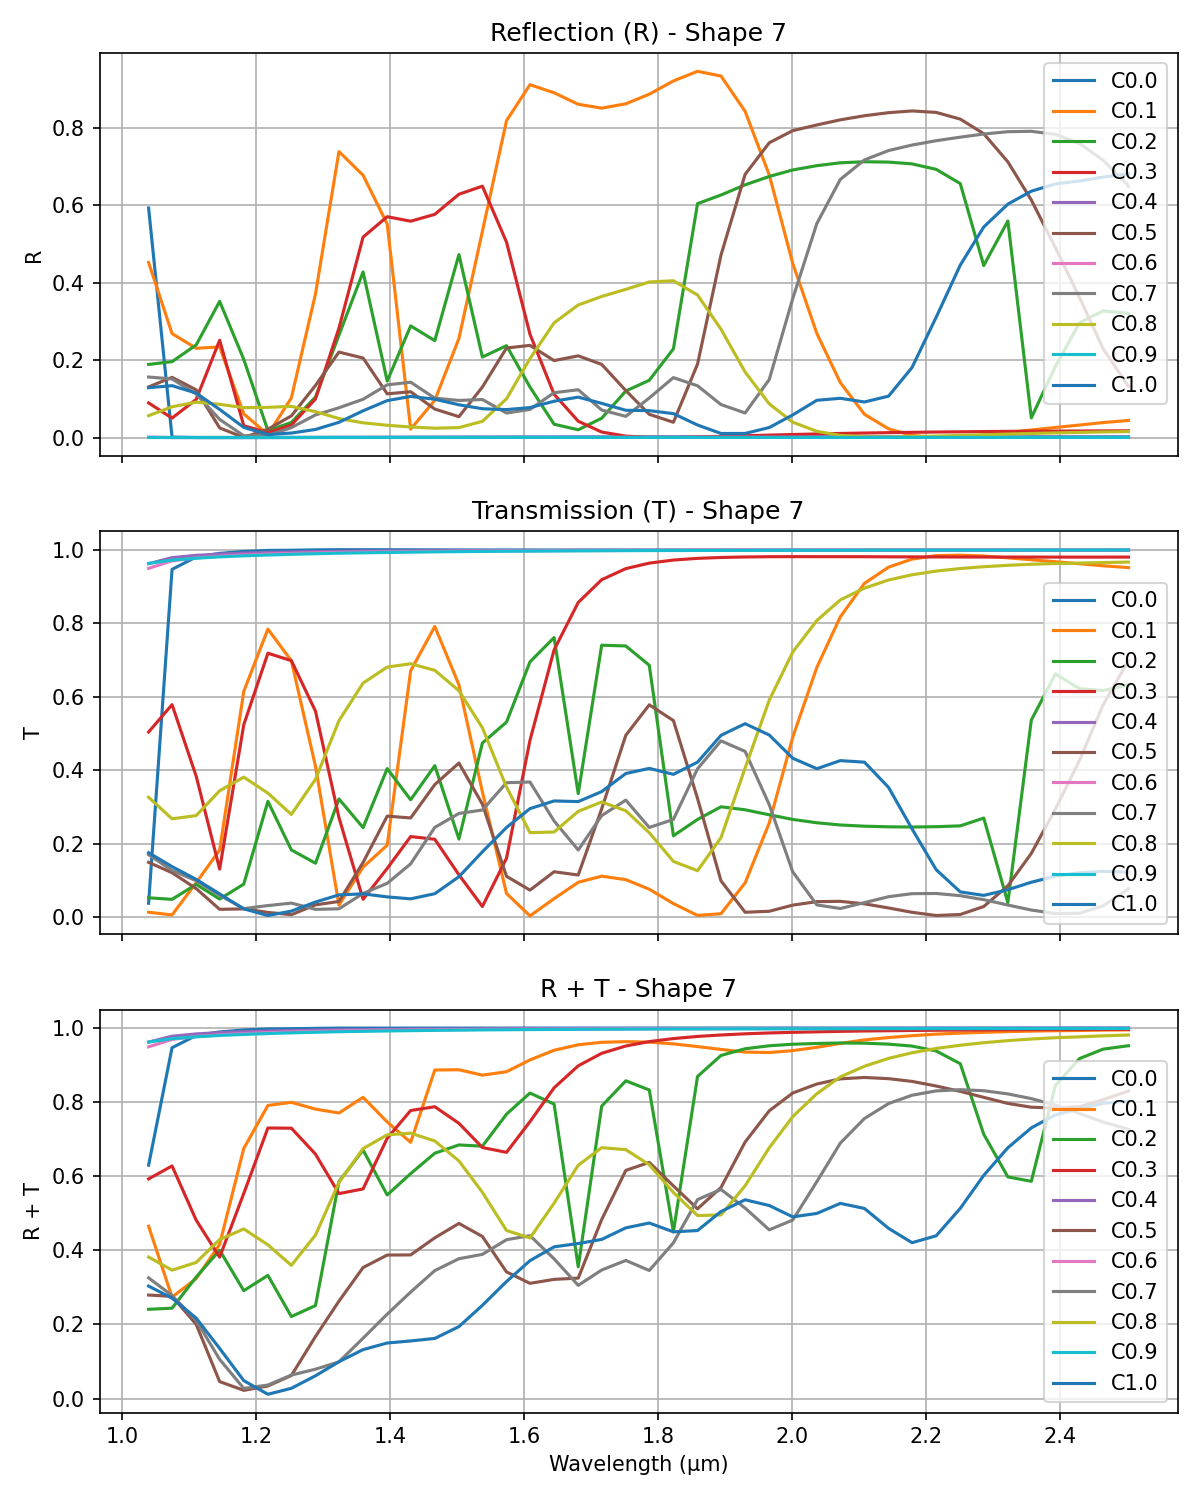 Reflection (R) - Shape 7
R
0.8
0.6
0.4
0.2
0.0
C0.0
C0.1
C0.2
C0.3
C0.4
C0.5
C0.6
C0.7
C0.8
C0.9
C1.0
Transmission (T) - Shape 7
T
1.0
0.8
0.6
0.4
0.2
0.0
C0.0
C0.1
C0.2
C0.3
C0.4
C0.5
C0.6
C0.7
C0.8
C0.9
C1.0
R + T - Shape 7
R + T
1.0
0.8
0.6
0.4
0.2
0.0
C0.0
C0.1
C0.2
C0.3
C0.4
C0.5
C0.6
C0.7
C0.8
C0.9
C1.0
1.0 1.2 1.4 1.6 1.8 2.0 2.2 2.4
Wavelength (μm)